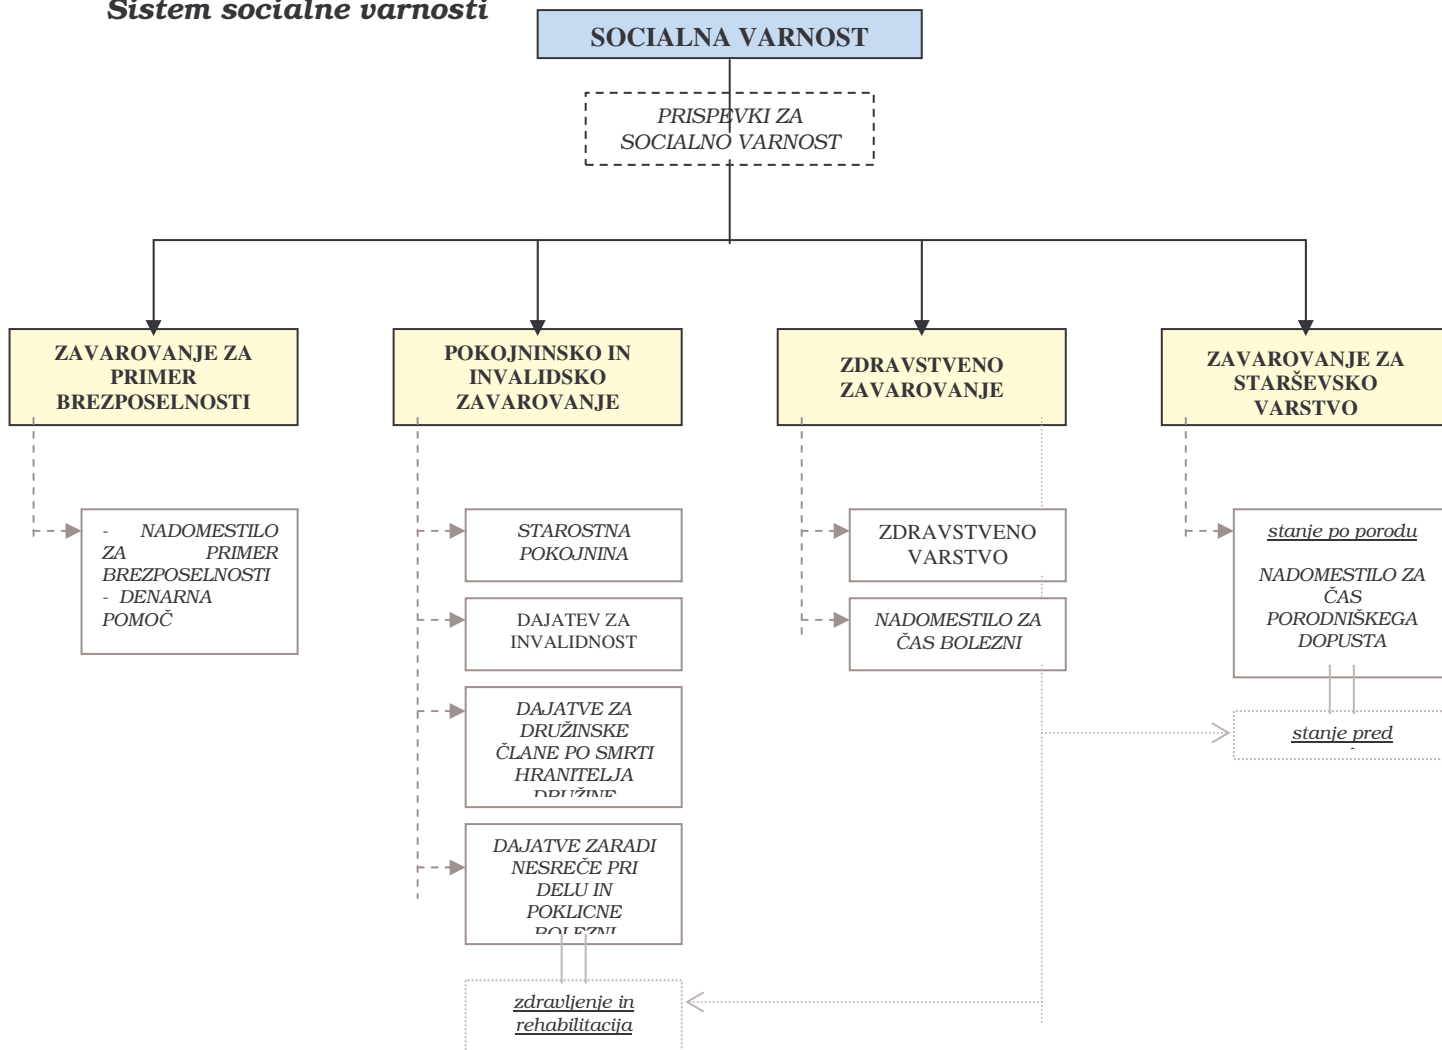 Sistem socialne varnosti
SOCIALNA VARNOST
PRISPEVKI ZA
SOCIALNO VARNOST
ZAVAROVANJE ZA
PRIMER
BREZPOSELNOSTI
POKOJNINSKO IN
INVALIDSKO
ZAVAROVANJE
ZDRAVSTVENO
ZAVAROVANJE
ZAVAROVANJE ZA
STARŠEVSKO
VARSTVO
- NADOMESTILO
ZA PRIMER
BREZPOSELNOSTI
- DENARNA
POMOČ
STAROSTNA
POKOJNINA
DAJATEV ZA
INVALIDNOST
DAJATVE ZA
DRUŽINSKE
ČLANE PO SMRTI
HRANITELJA
DRUŽINE
DAJATVE ZARADI
NESREČE PRI
DELU IN
POKLICNE
BOLEZNI
zdravljenje in
rehabilitacija
ZDRAVSTVENO
VARSTVO
NADOMESTILO ZA
ČAS BOLEZNI
stanje po porodu
NADOMESTILO ZA
ČAS
PORODNIŠKEGA
DOPUSTA
stanje pred